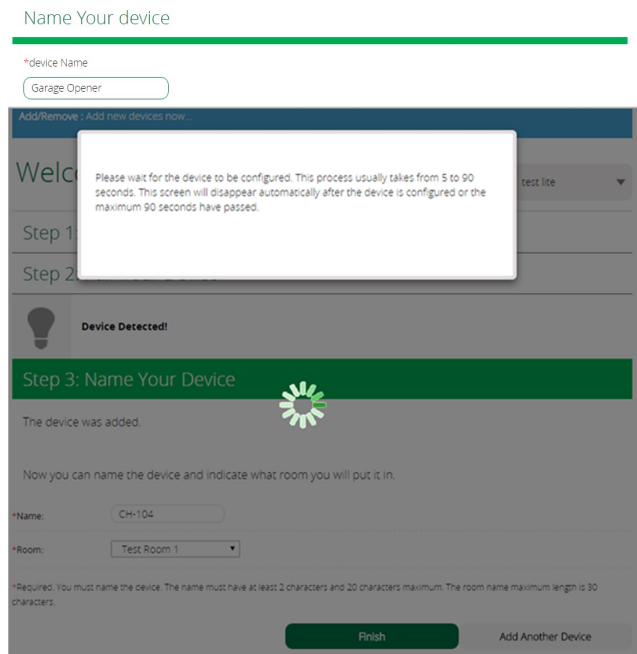 Name Your device
*device Name
Garage Opener
Add/Remove : Add new devices now...
Welc
test lite
Please wait for the device to be configured. This process usually takes from 5 to 90
seconds. This screen will disappear automatically after the device is configured or the
maximum 90 seconds have passed.
Step 1
Step 2
Device Detected!
Step 3: Name Your Device
The device was added.
Now you can name the device and indicate what room you will put it in.
*Name: CH-104
*Room: Test Room 1
*Required. You must name the device. The name must have at least 2 characters and 20 characters maximum. The room name maximum length is 30
characters.
Finish Add Another Device